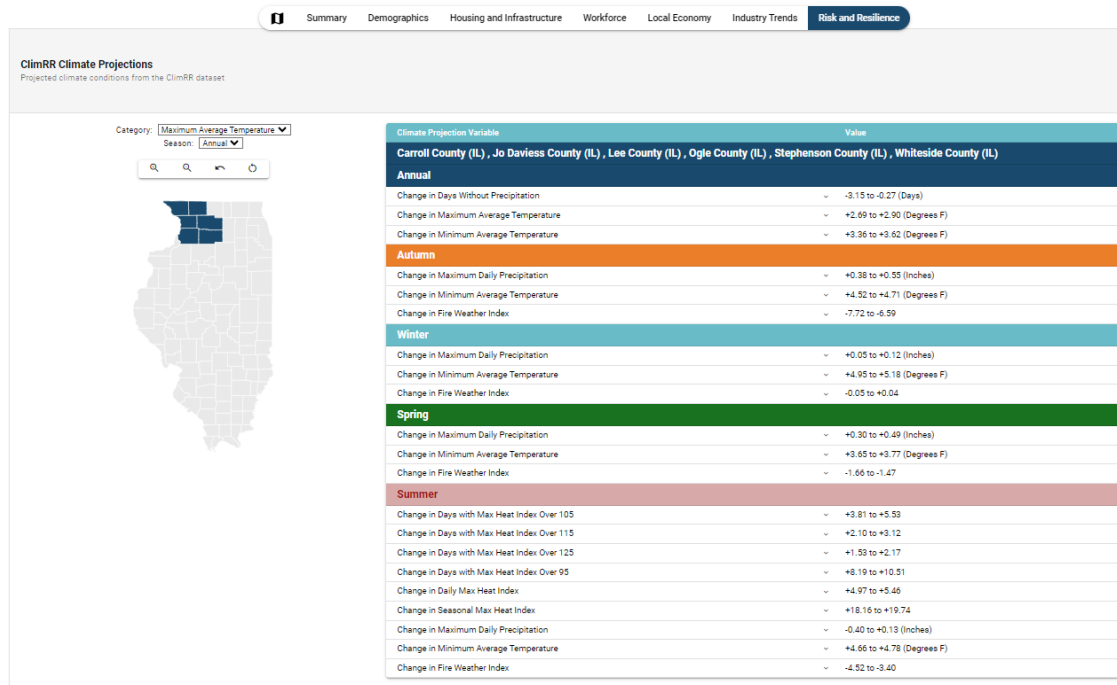 Summary Demographics Housing and Infrastructure Workforce Local Economy Industry Trends Risk and Resilience
ClimRR Climate Projections
Projected climate conditions from the ClimRR dataset
Category: Maximum Average Temperature
Season: Annual
Climate Projection Variable Value
Carroll County (IL) , Jo Daviess County (IL) , Lee County (IL) , Ogle County (IL) , Stephenson County (IL) , Whiteside County (IL)
Annual
Change in Days Without Precipitation -3.15 to -0.27 (Days)
Change in Maximum Average Temperature +2.69 to +2.90 (Degrees F)
Change in Minimum Average Temperature +3.36 to +3.62 (Degrees F)
Autumn
Change in Maximum Daily Precipitation +0.38 to +0.55 (Inches)
Change in Minimum Average Temperature +4.52 to +4.71 (Degrees F)
Change in Fire Weather Index -7.72 to -6.59
Winter
Change in Maximum Daily Precipitation +0.05 to +0.12 (Inches)
Change in Minimum Average Temperature +4.95 to +5.18 (Degrees F)
Change in Fire Weather Index -0.05 to +0.04
Spring
Change in Maximum Daily Precipitation +0.30 to +0.49 (Inches)
Change in Minimum Average Temperature +3.65 to +3.77 (Degrees F)
Change in Fire Weather Index -1.66 to -1.47
Summer
Change in Days with Max Heat Index Over 105 +3.81 to +5.53
Change in Days with Max Heat Index Over 115 +2.10 to +3.12
Change in Days with Max Heat Index Over 125 +1.53 to +2.17
Change in Days with Max Heat Index Over 95 +8.19 to +10.51
Change in Daily Max Heat Index +4.97 to +5.46
Change in Seasonal Max Heat Index +18.16 to +19.74
Change in Maximum Daily Precipitation -0.40 to +0.13 (Inches)
Change in Minimum Average Temperature +4.66 to +4.78 (Degrees F)
Change in Fire Weather Index -4.52 to -3.40